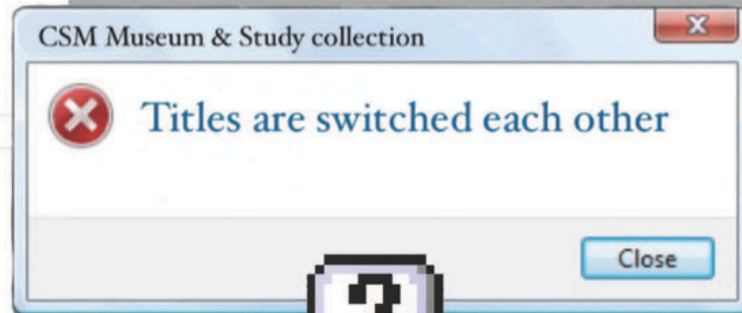 CSM Museum & Study collection
Titles are switched each other
Close
?